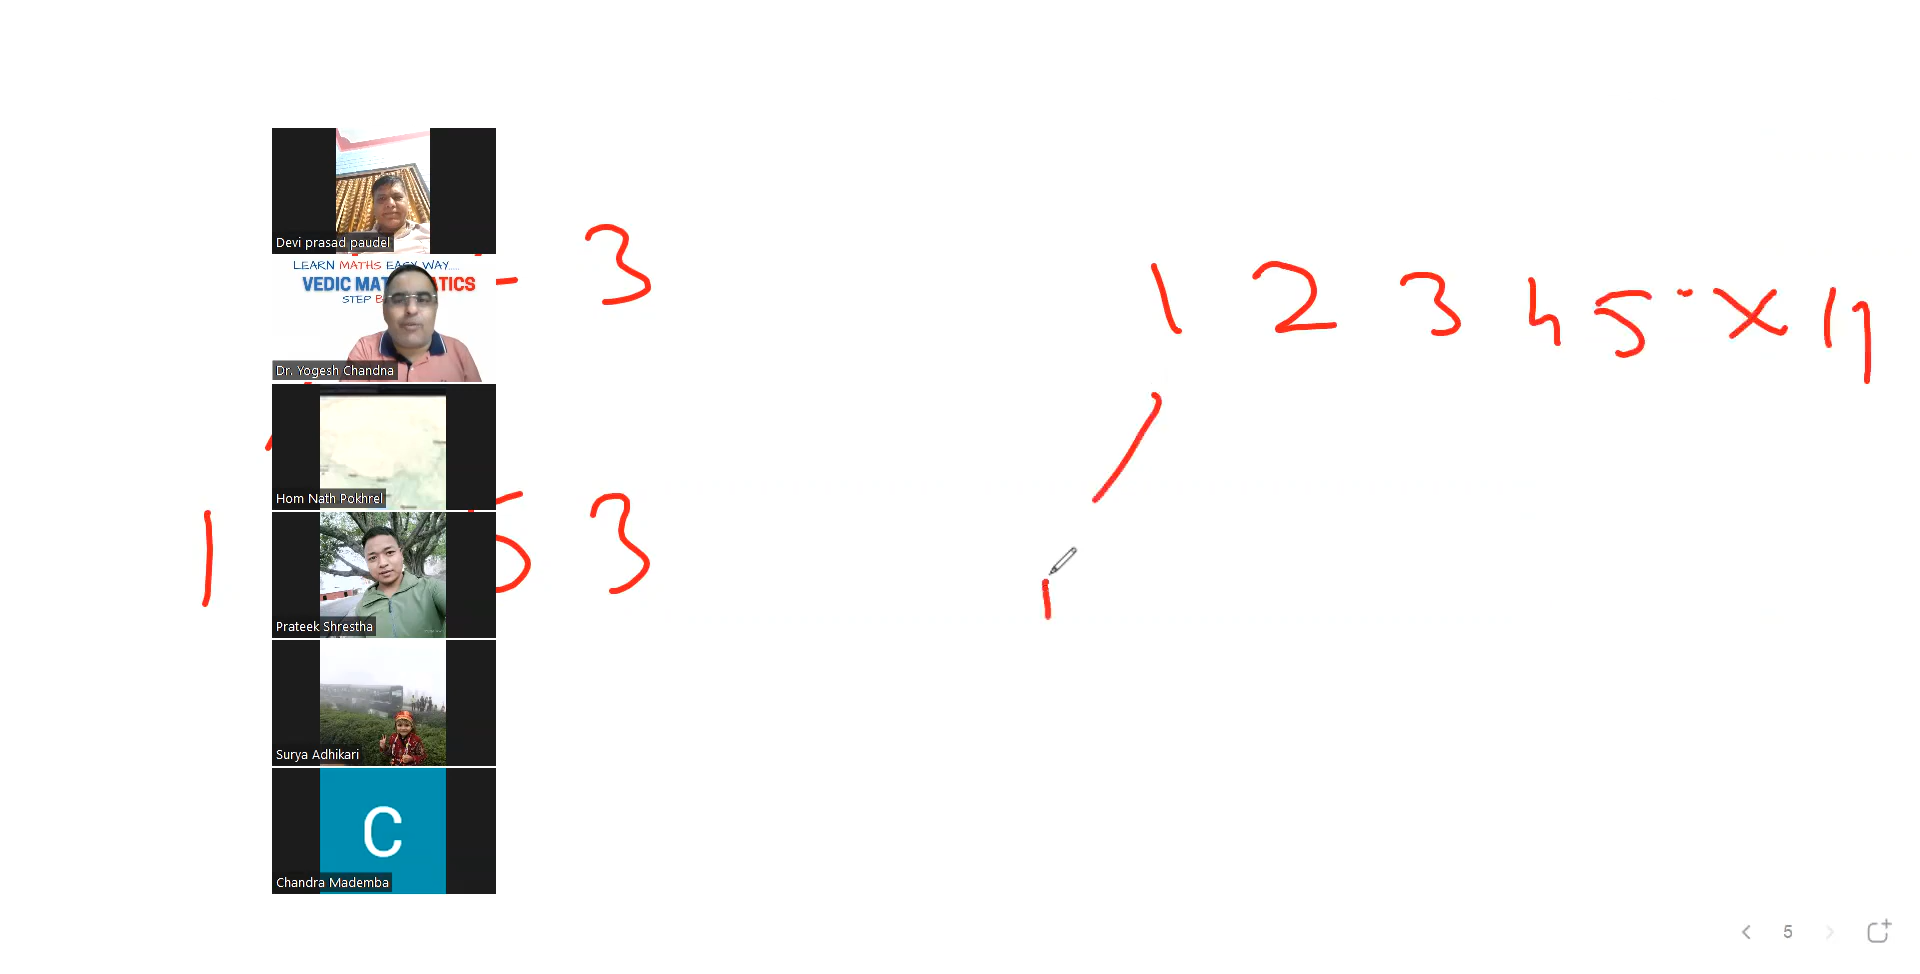 Devi prasad paudel
LEARN MATHS EASY WAY.....
VEDIC MAT TICS
STEP B
Dr. Yogesh Chandna
- 3
1 2 3 4 5 x 11
Hom Nath Pokhrel
1 5 3
Prateek Shrestha
Surya Adhikari
C
Chandra Mademba
5